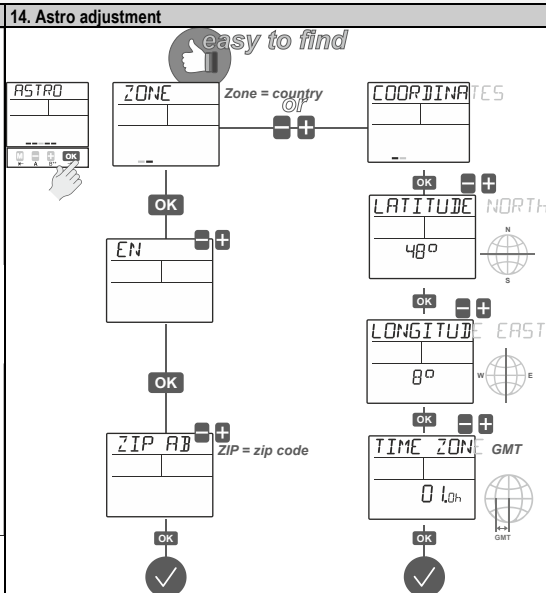 14. Astro adjustment
easy to find
ASTRO
M A B** OK
ZONE
Zone = country
or
- +
COORDINATES
OK
OK - +
LATITUDE NORTH
48°
N
S
EN
- +
OK - +
LONGITUDE EAST
8°
W E
OK
OK - +
ZIP AB
- +
ZIP = zip code
TIME ZONE GMT
01.0h
GMT
OK
OK